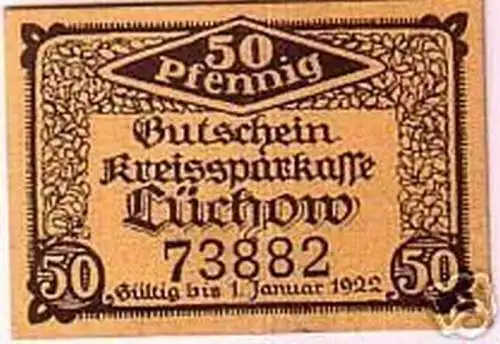 50
Pfennig
Gutschein
Kreissparkasse
Lüchow
73882
50 Gültig bis 1. Januar 1922 50